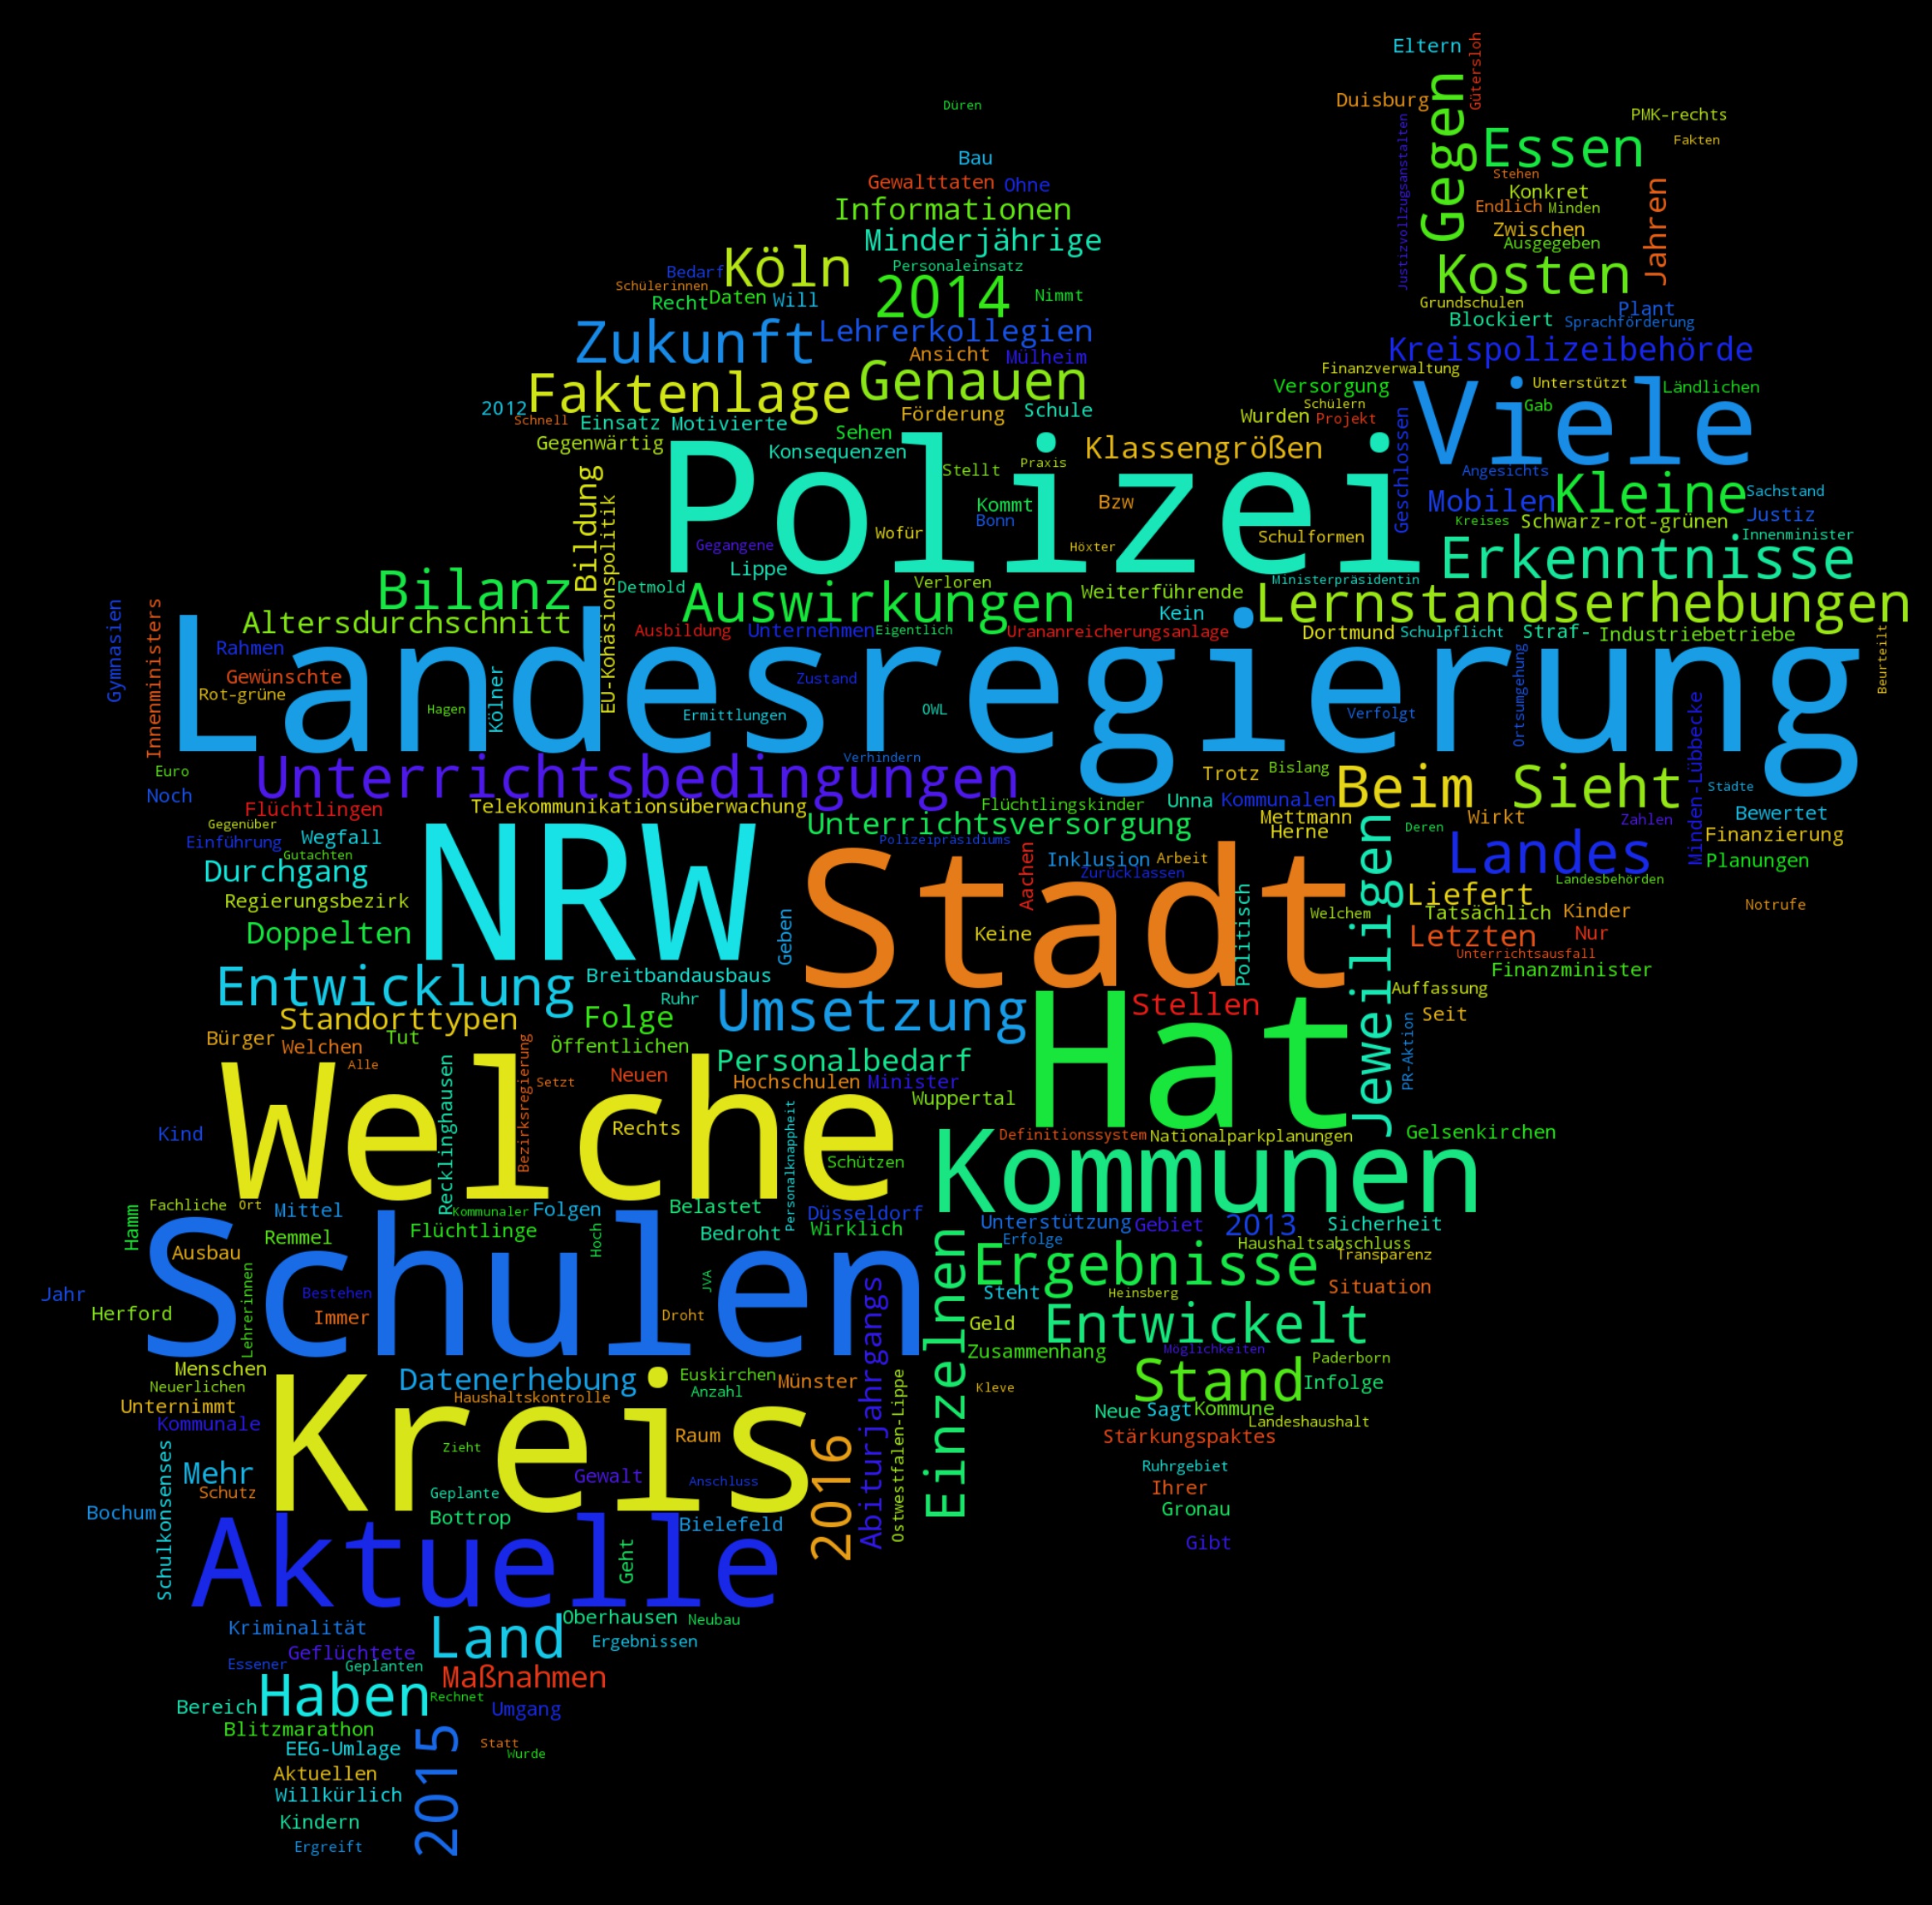 Eltern
Gütersloh
Gegen
Duisburg
Düren
PMK-rechts
Justizvollzugsanstalten
Essen
Fakten
Bau
Stehen
Gewalttaten
Ohne
Konkret
Jahren
Informationen
Endlich
Minden
Zwischen
Minderjährige
Ausgegeben
Köln
Personaleinsatz
Bedarf
Kosten
Schülerinnen
2014
Nimmt
Recht
Daten
Will
Grundschulen
Plant
Blockiert
Sprachförderung
Zukunft
Lehrerkollegien
Kreispolizeibehörde
Ansicht
Mülheim
Finanzverwaltung
Faktenlage
Genauen
Versorgung
Unterstützt
Ländlichen
Viele
2012
Schnell
Einsatz
Motivierte
Förderung
Schule
Schülern
Gab
Wurden
Projekt
Gegenwärtig
Sehen
Konsequenzen
Klassengrößen
Geschlossen
Polizei
Stellt
Praxis
Angesichts
Bildung
EU-Kohäsionspolitik
Kommt
Bzw
Mobilen
Kleine
Sachstand
Bonn
Kreises
Schwarz-rot-grünen
Justiz
Wofür
Schulformen
Innenminister
Gegangene
Höxter
Erkenntnisse
Lippe
Bilanz
Detmold
Verloren
Weiterführende
Ministerpräsidentin
Auswirkungen
Lernstandserhebungen
Kein
Altersdurchschnitt
Gymnasien
Innenministers
Ausbildung
Unternehmen
Eigentlich
Urananreicherungsanlage
Dortmund
Schulpflicht
Straf-
Industriebetriebe
Beurteilt
Rahmen
Landesregierung
Gewünschte
Zustand
Rot-grüne
Kölner
Hagen
Ermittlungen
OWL
Verfolgt
Ortsumgehung
Minden-Lübbecke
Verhindern
Euro
Unterrichtsbedingungen
Trotz
Bislang
Beim
Sieht
Städte
Noch
Flüchtlingen
Telekommunikationsüberwachung
Flüchtlingskinder
Unna
Kommunalen
Bewertet
Gegenüber
Unterrichtsversorgung
Mettmann
Herne
Deren
Wirkt
Zahlen
Finanzierung
Einführung
Wegfall
Polizeipräsidiums
Gutachten
NRW
Stadt
Aachen
Inklusion
Arbeit
Jeweiligen
Landes
Planungen
Durchgang
Zurücklassen
Landesbehörden
Regierungsbezirk
Liefert
Geben
Politisch
Welchem
Tatsächlich
Kinder
Notrufe
Doppelten
Keine
Letzten
Nur
Unterrichtsausfall
Entwicklung
Breitbandausbaus
Finanzminister
Auffassung
Ruhr
Umsetzung
Hat
Stellen
Standorttypen
Folge
Seit
PR-Aktion
Bürger
Welchen
Tut
Öffentlichen
Personalbedarf
Alle
Recklinghausen
Bezirksregierung
Setzt
Neuen
Hochschulen
Minister
Welche
Wuppertal
Personalknappheit
Kind
Rechts
Definitionssystem
Nationalparkplanungen
Gelsenkirchen
Kommunen
Schützen
Hamm
Fachliche
Ort
Mittel
Kommunaler
Folgen
Belastet
Düsseldorf
Remmel
Flüchtlinge
Hoch
Bedroht
Wirklich
Unterstützung
Gebiet
2013
Sicherheit
Schulen
Erfolge
Haushaltsabschluss
Ausbau
Einzelnen
Ergebnisse
Transparenz
Lehrerinnen
Bestehen
JVA
Abiturjahrgangs
Steht
Heinsberg
Situation
Jahr
Herford
Immer
Droht
Geld
Entwickelt
Zusammenhang
Möglichkeiten
Paderborn
Menschen
Datenerhebung
Euskirchen
Münster
Kleve
Stand
Infolge
Neuerlichen
Haushaltskontrolle
Anzahl
Ostwestfalen-Lippe
Unternimmt
Neue
Sagt
Kommune
Kommunale
Kreis
Raum
2016
Landeshaushalt
Stärkungspaktes
Schulkonsenses
Zieht
Mehr
Gewalt
Anschluss
Ruhrgebiet
Schutz
Geplante
Ihrer
Bochum
Bottrop
Bielefeld
Gronau
Aktuelle
Geht
Gibt
Kriminalität
Land
Oberhausen
Neubau
Geflüchtete
Ergebnissen
Essener
Geplanten
Maßnahmen
Haben
Rechnet
Bereich
Umgang
Blitzmarathon
2015
Statt
EEG-Umlage
Wurde
Aktuellen
Willkürlich
Kindern
Ergreift